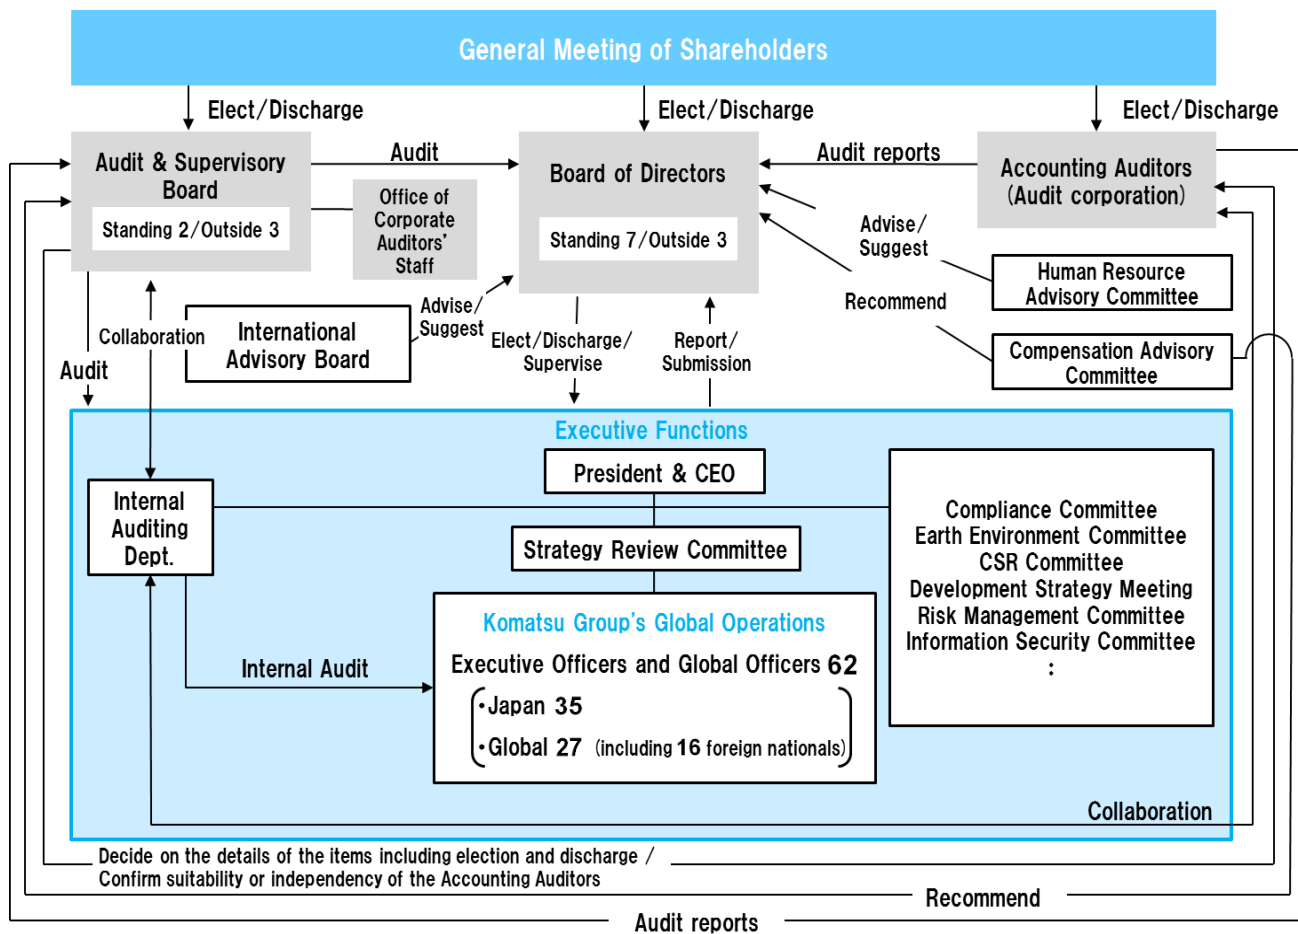 General Meeting of Shareholders
Elect/Discharge
Elect/Discharge
Elect/Discharge
Audit & Supervisory
Board
Standing 2/Outside 3
Audit
Office of
Corporate
Auditors'
Staff
Board of Directors
Standing 7/Outside 3
Audit reports
Accounting Auditors
(Audit corporation)
Advise/
Suggest
Human Resource
Advisory Committee
Recommend
Compensation Advisory
Committee
Collaboration
Audit
International
Advisory Board
Advise/
Suggest
Elect/Discharge/
Supervise
Report/
Submission
Executive Functions
President & CEO
Internal
Auditing
Dept.
Strategy Review Committee
Compliance Committee
Earth Environment Committee
CSR Committee
Development Strategy Meeting
Risk Management Committee
Information Security Committee
:
Internal Audit
Komatsu Group's Global Operations
Executive Officers and Global Officers 62
・Japan 35
・Global 27 (including 16 foreign nationals)
Collaboration
Decide on the details of the items including election and discharge /
Confirm suitability or independency of the Accounting Auditors
Recommend
Audit reports